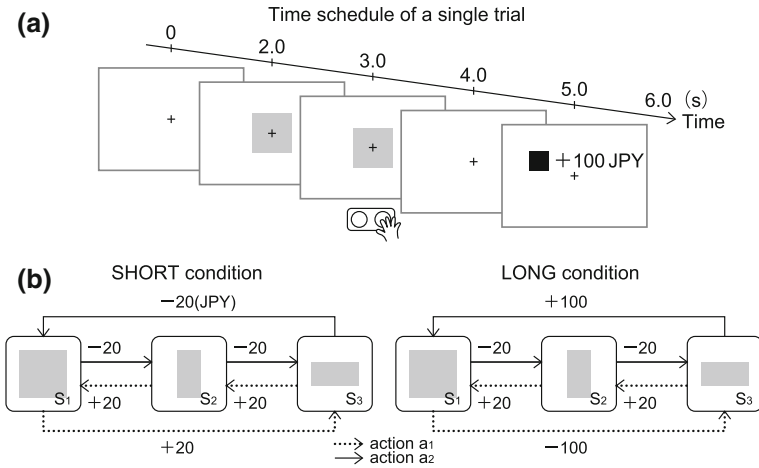 (a)
Time schedule of a single trial
0
2.0
3.0
4.0
5.0
6.0 (s)
Time
+100 JPY
(b)
SHORT condition
LONG condition
−20(JPY)
+100
−20
−20
−20
−20
S1
S2
S3
S1
S2
S3
+20
+20
+20
+20
+20
−100
action a1
action a2